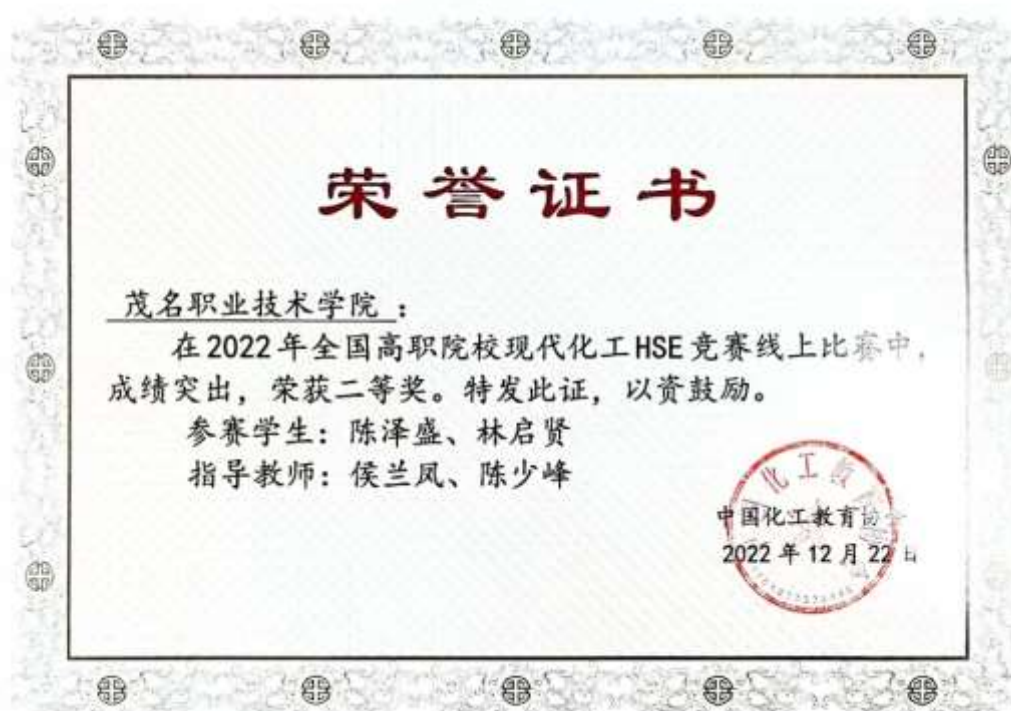 荣誉证书
茂名职业技术学院：
在2022年全国高职院校现代化工HSE竞赛线上比赛中，
成绩突出，荣获二等奖。特发此证，以资鼓励。
参赛学生：陈泽盛、林启贤
指导教师：侯兰凤、陈少峰
中国化工教育协会
2022年12月22日